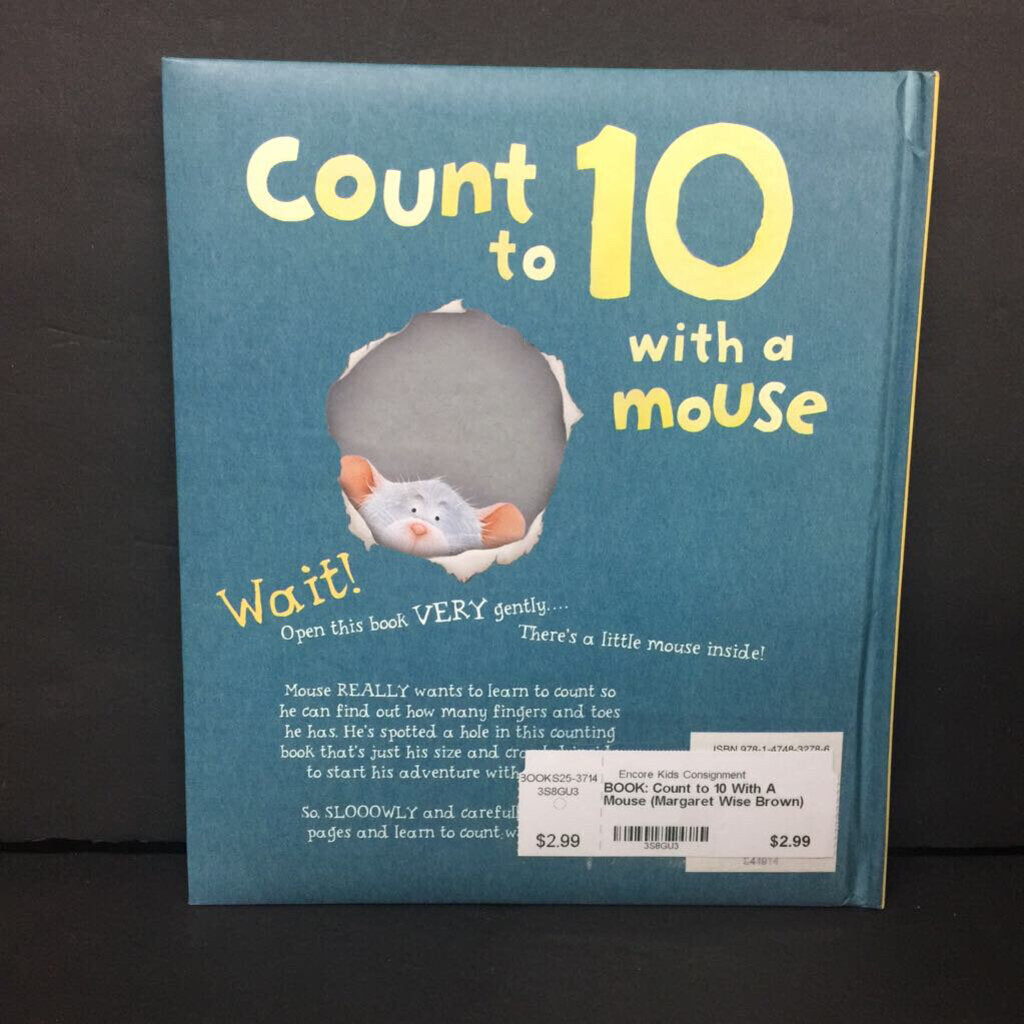 Count
to
10
with a
mouse
Wait!
Open this book VERY gently....
There's a little mouse inside!
Mouse REALLY wants to learn to count so
he can find out how many fingers and toes
he has. He's spotted a hole in this counting
book that's just his size and
to start his adventure with
So, SLOOOWLY and
pages and learn to count
ISBN 978-1-4748-3278-6
BOOKS25-3714
3S8GU3
$2.99
Encore Kids Consignment
BOOK: Count to 10 With A
Mouse (Margaret Wise Brown)
3S8GU3
$2.99